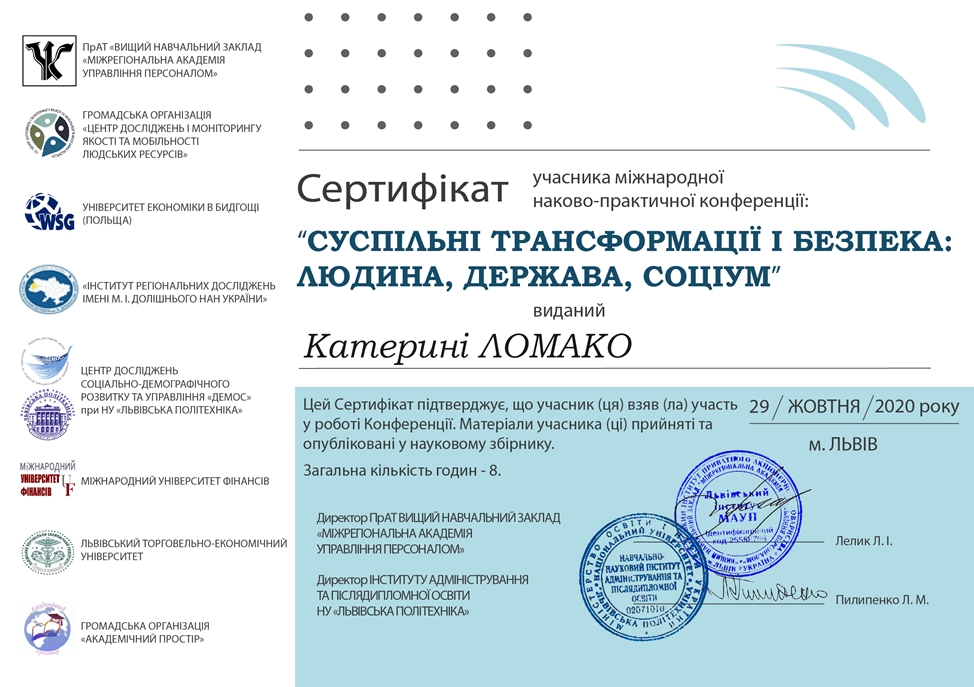 ПрАТ «ВИЩИЙ НАВЧАЛЬНИЙ ЗАКЛАД
«МІЖРЕГІОНАЛЬНА АКАДЕМІЯ
УПРАВЛІННЯ ПЕРСОНАЛОМ»
ГРОМАДСЬКА ОРГАНІЗАЦІЯ
«ЦЕНТР ДОСЛІДЖЕНЬ І МОНІТОРИНГУ
ЯКОСТІ ТА МОБІЛЬНОСТІ
ЛЮДСЬКИХ РЕСУРСІВ»
WSG
УНІВЕРСИТЕТ ЕКОНОМІКИ В БИДГОЩІ
(ПОЛЬЩА)
«ІНСТИТУТ РЕГІОНАЛЬНИХ ДОСЛІДЖЕНЬ
ІМЕНІ М. І. ДОЛІШНЬОГО НАН УКРАЇНИ»
ЦЕНТР ДОСЛІДЖЕНЬ
СОЦІАЛЬНО-ДЕМОГРАФІЧНОГО
РОЗВИТКУ ТА УПРАВЛІННЯ «ДЕМОС»
при НУ «ЛЬВІВСЬКА ПОЛІТЕХНІКА»
МІЖНАРОДНИЙ
УНІВЕРСИТЕТ
ФІНАНСІВ
UF
МІЖНАРОДНИЙ УНІВЕРСИТЕТ ФІНАНСІВ
ЛЬВІВСЬКИЙ ТОРГОВЕЛЬНО-ЕКОНОМІЧНИЙ
УНІВЕРСИТЕТ
ГРОМАДСЬКА ОРГАНІЗАЦІЯ
«АКАДЕМІЧНИЙ ПРОСТІР»
Сертифікат
учасника міжнародної
наково-практичної конференції:
“СУСПІЛЬНІ ТРАНСФОРМАЦІЇ І БЕЗПЕКА:
ЛЮДИНА, ДЕРЖАВА, СОЦІУМ”
виданий
Катерині ЛОМАКО
Цей Сертифікат підтверджує, що учасник (ця) взяв (ла) участь
у роботі Конференції. Матеріали учасника (ці) прийняті та
опубліковані у науковому збірнику.
Загальна кількість годин - 8.
29 / ЖОВТНЯ / 2020 року
м. ЛЬВІВ
Директор ПрАТ ВИЩИЙ НАВЧАЛЬНИЙ ЗАКЛАД
«МІЖРЕГІОНАЛЬНА АКАДЕМІЯ
УПРАВЛІННЯ ПЕРСОНАЛОМ»
Лелик Л. І.
Директор ІНСТИТУТУ АДМІНІСТРУВАННЯ
ТА ПІСЛЯДИПЛОМНОЇ ОСВІТИ
НУ «ЛЬВІВСЬКА ПОЛІТЕХНІКА»
Пилипенко Л. М.
Львівський
інститут
МАУП
Ідентифікаційний
код
НАВЧАЛЬНО-
НАУКОВИЙ ІНСТИТУТ
АДМІНІСТРУВАННЯ ТА
ПІСЛЯДИПЛОМНОЇ
ОСВІТИ
02071010